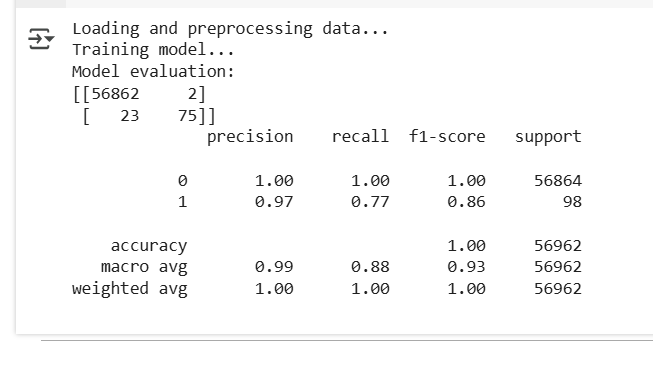 Loading and preprocessing data...
Training model...
Model evaluation:
[[56862     2]
 [   23    75]]
              precision    recall  f1-score   support

           0       1.00      1.00      1.00     56864
           1       0.97      0.77      0.86        98

    accuracy                           1.00     56962
   macro avg       0.99      0.88      0.93     56962
weighted avg       1.00      1.00      1.00     56962